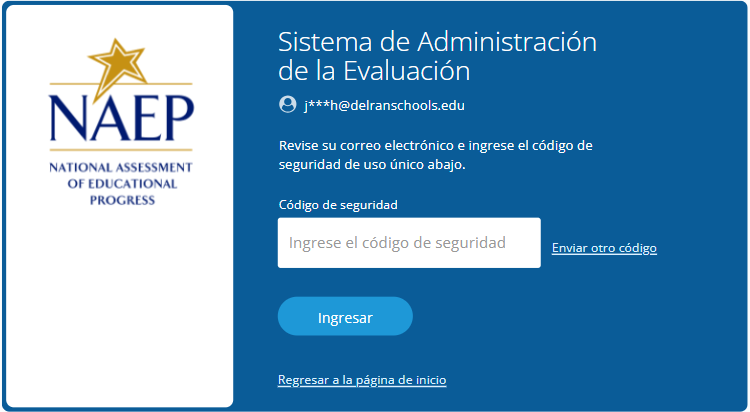 NAEP
NATIONAL ASSESSMENT
OF EDUCATIONAL
PROGRESS
Sistema de Administración
de la Evaluación
j***h@delranschools.edu
Revise su correo electrónico e ingrese el código de
seguridad de uso único abajo.
Código de seguridad
Ingrese el código de seguridad
Enviar otro código
Ingresar
Regresar a la página de inicio